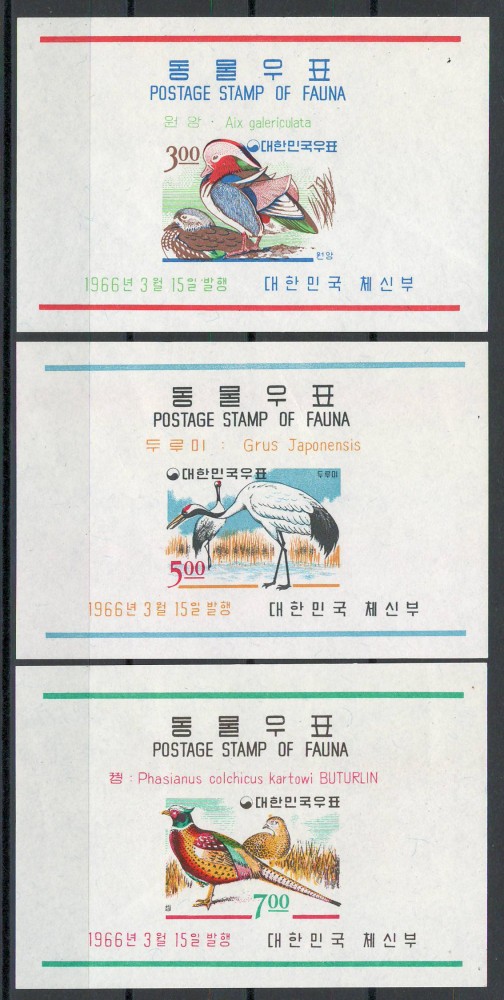 동물우표
POSTAGE STAMP OF FAUNA
원앙 · Aix galericulata
3.00 대한민국우표
원앙
1966년 3월 15일 발행 대한민국 체신부
동물우표
POSTAGE STAMP OF FAUNA
두루미 : Grus Japonensis
대한민국우표 두루미
5.00
1966년 3월 15일 발행 대한민국 체신부
동물우표
POSTAGE STAMP OF FAUNA
꿩 : Phasianus colchicus kartowi BUTURLIN
대한민국우표
7.00
1966년 3월 15일 발행 대한민국 체신부